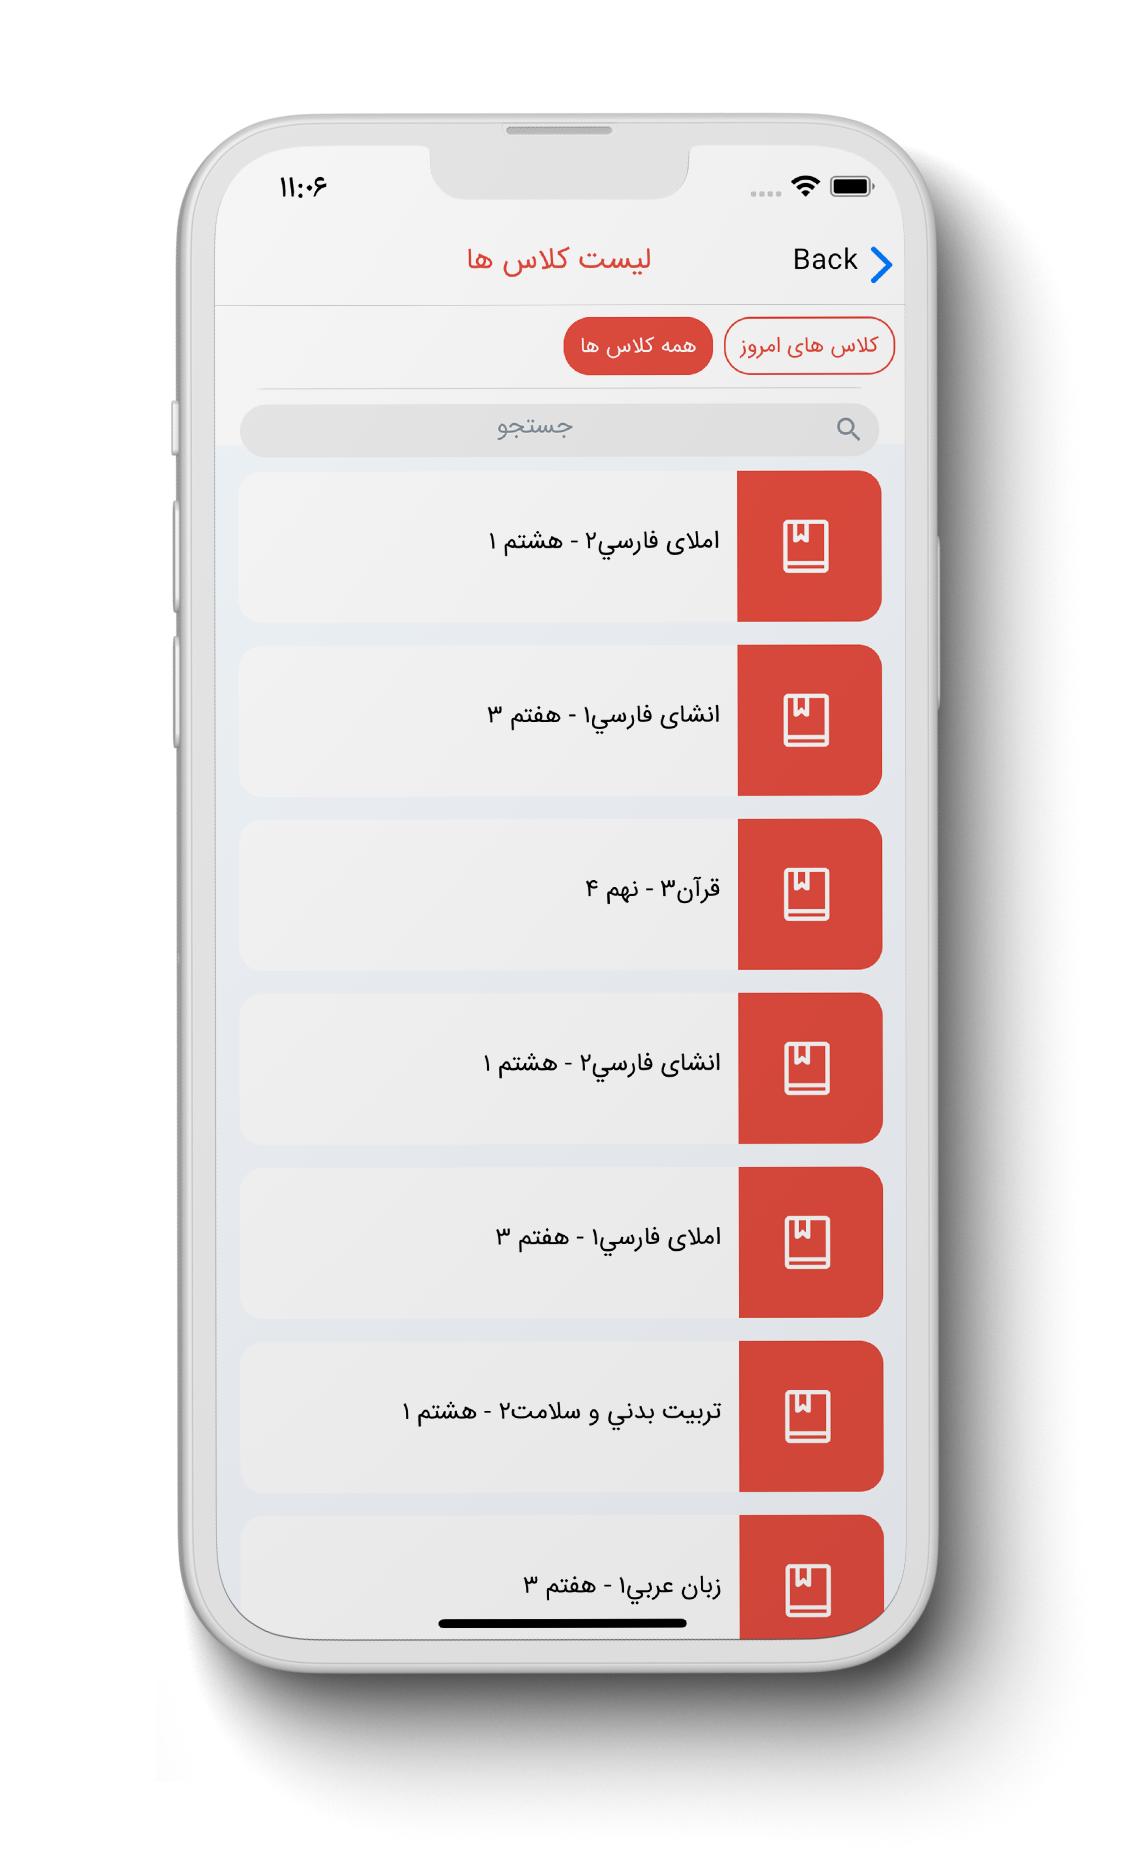 ۱۱:۰۶
Back
لیست کلاس ها
کلاس های امروز
همه کلاس ها
جستجو
املای فارسي۲ - هشتم ۱
انشای فارسي۱ - هفتم ۳
قرآن۳ - نهم ۴
انشای فارسي۲ - هشتم ۱
املای فارسي۱ - هفتم ۳
تربیت بدني و سلامت۲ - هشتم ۱
زبان عربي۱ - هفتم ۳